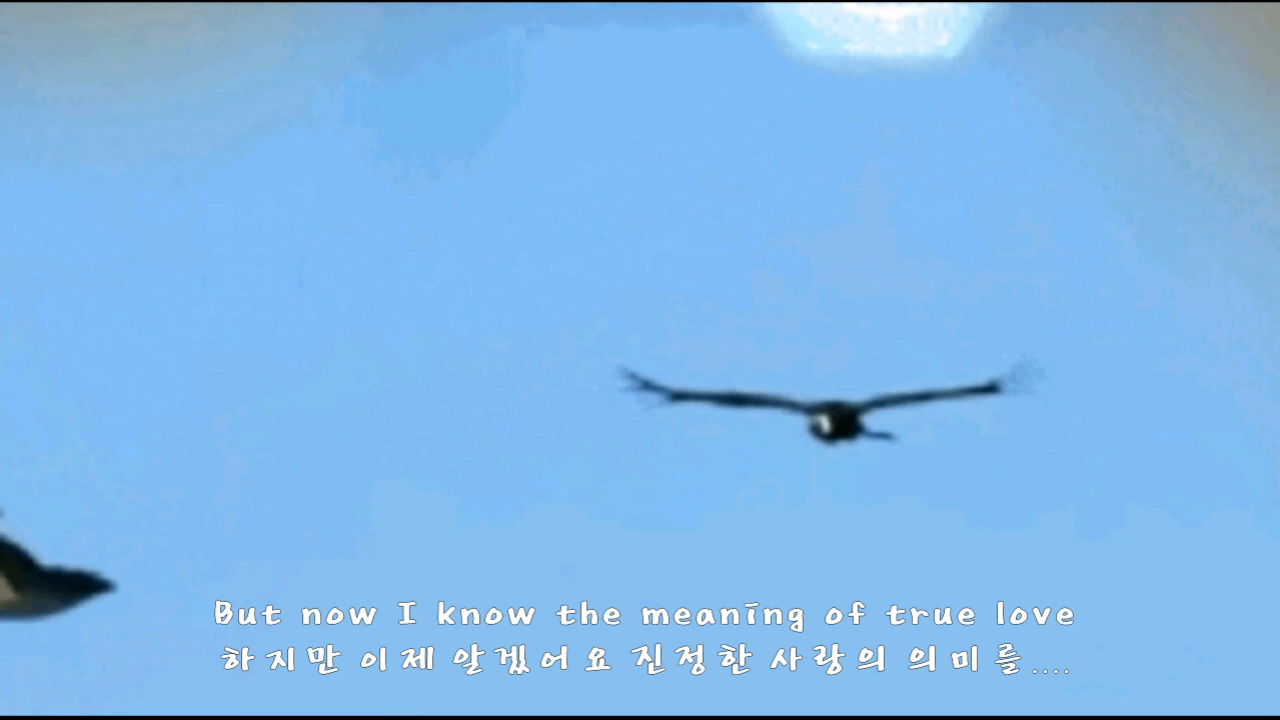 But now I know the meaning of true love
하지만 이제 알겠어요 진정한 사랑의 의미를....